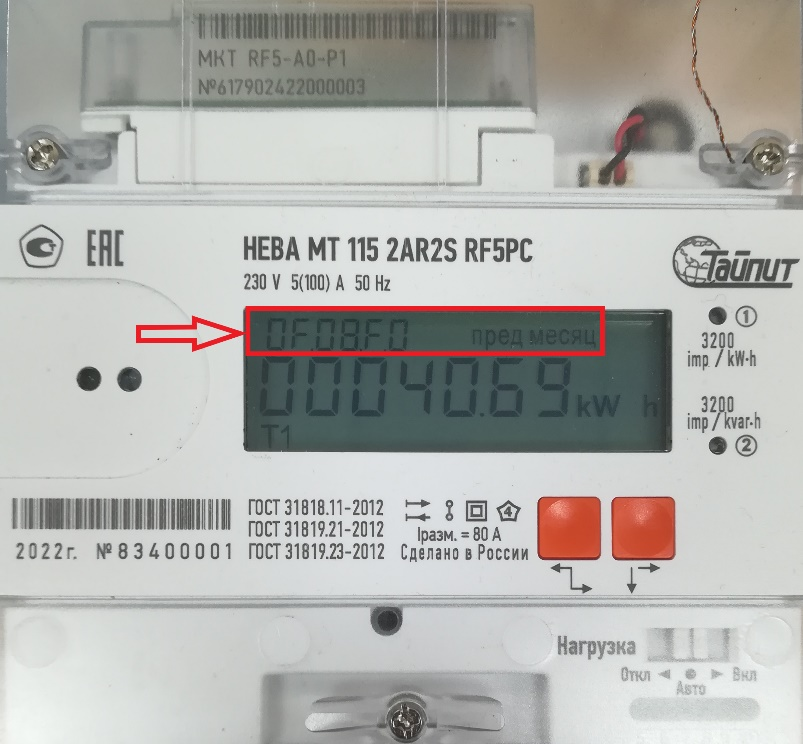 МКТ RF5-A0-P1
№617902422000003
ЕАС
НЕВА МТ 115 2AR2S RF5PC
230 V 5(100) A 50 Hz
Тайпит
0F.08.F.0 пред месяц
00040.69 kW h
T1
1
3200
imp / kW·h
3200
imp / kvar·h
2
2022г. №83400001
ГОСТ 31818.11-2012
ГОСТ 31819.21-2012
ГОСТ 31819.23-2012
4
Iразм. = 80 А
Сделано в России
Нагрузка
Откл Вкл
Авто